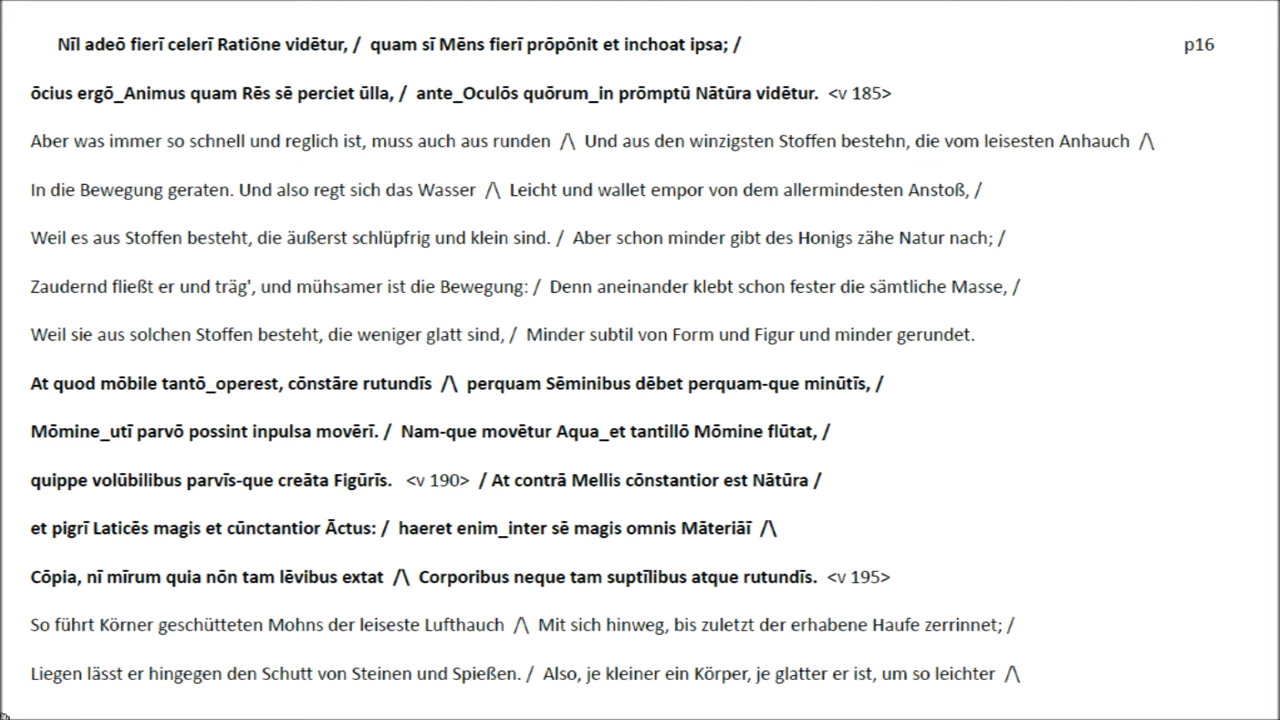 Nīl adeō fierī celerī Ratiōne vidētur, / quam sī Mēns fierī prōpōnit et inchoat ipsa; / p16
ōcius ergō_Animus quam Rēs sē perciet ūlla, / ante_Oculōs quōrum_in prōmptū Nātūra vidētur. <v 185>
Aber was immer so schnell und reglich ist, muss auch aus runden /\ Und aus den winzigsten Stoffen bestehn, die vom leisesten Anhauch /\
In die Bewegung geraten. Und also regt sich das Wasser /\ Leicht und wallet empor von dem allermindesten Anstoß, /
Weil es aus Stoffen besteht, die äußerst schlüpfrig und klein sind. / Aber schon minder gibt des Honigs zähe Natur nach; /
Zaudernd fließt er und träg', und mühsamer ist die Bewegung: / Denn aneinander klebt schon fester die sämtliche Masse, /
Weil sie aus solchen Stoffen besteht, die weniger glatt sind, / Minder subtil von Form und Figur und minder gerundet.
At quod mōbile tantō_operest, cōnstāre rutundīs /\ perquam Sēminibus dēbet perquam-que minūtīs, /
Mōmine_utī parvō possint inpulsa movērī. / Nam-que movētur Aqua_et tantillō Mōmine flūtat, /
quippe volūbilibus parvīs-que creāta Figūrīs. <v 190> / At contrā Mellis cōnstantior est Nātūra /
et pigrī Laticēs magis et cūnctantior Āctus: / haeret enim_inter sē magis omnis Māteriāī /\
Cōpia, nī mīrum quia nōn tam lēvibus extat /\ Corporibus neque tam suptīlibus atque rutundīs. <v 195>
So führt Körner geschütteten Mohns der leiseste Lufthauch /\ Mit sich hinweg, bis zuletzt der erhabene Haufe zerrinnet; /
Liegen lässt er hingegen den Schutt von Steinen und Spießen. / Also, je kleiner ein Körper, je glatter er ist, um so leichter /\